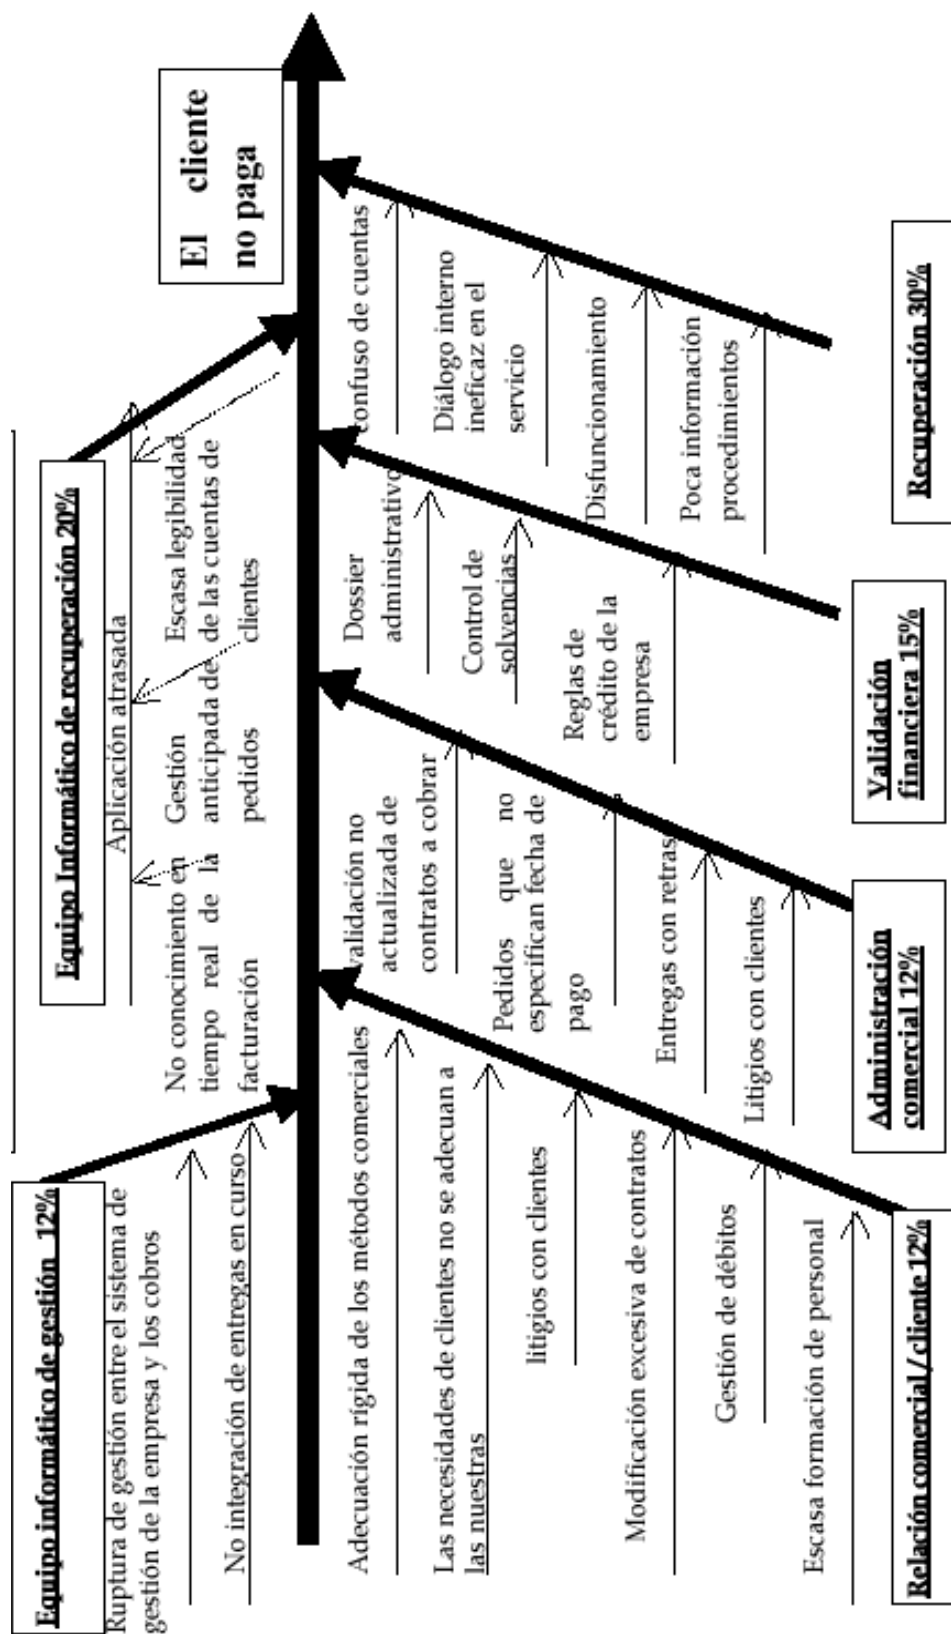 Equipo informático de gestión 12%
Ruptura de gestión entre el sistema de
gestión de la empresa y los cobros
No integración de entregas en curso
Equipo Informático de recuperación 20%
Aplicación atrasada
No conocimiento en
tiempo real de la
facturación
Gestión
anticipada de
pedidos
Escasa legibilidad
de las cuentas de
clientes
El cliente
no paga
Adecuación rígida de los métodos comerciales
Las necesidades de clientes no se adecuan a
las nuestras
litigios con clientes
Modificación excesiva de contratos
Gestión de débitos
Escasa formación de personal
Relación comercial / cliente 12%
validación no
actualizada de
contratos a cobrar
Pedidos que no
especifican fecha de
pago
Entregas con retras
Litigios con clientes
Administración
comercial 12%
Dossier
administrativo
Control de
solvencias
Reglas de
crédito de la
empresa
Validación
financiera 15%
confuso de cuentas
Diálogo interno
ineficaz en el
servicio
Disfuncionamiento
Poca información
procedimientos
Recuperación 30%